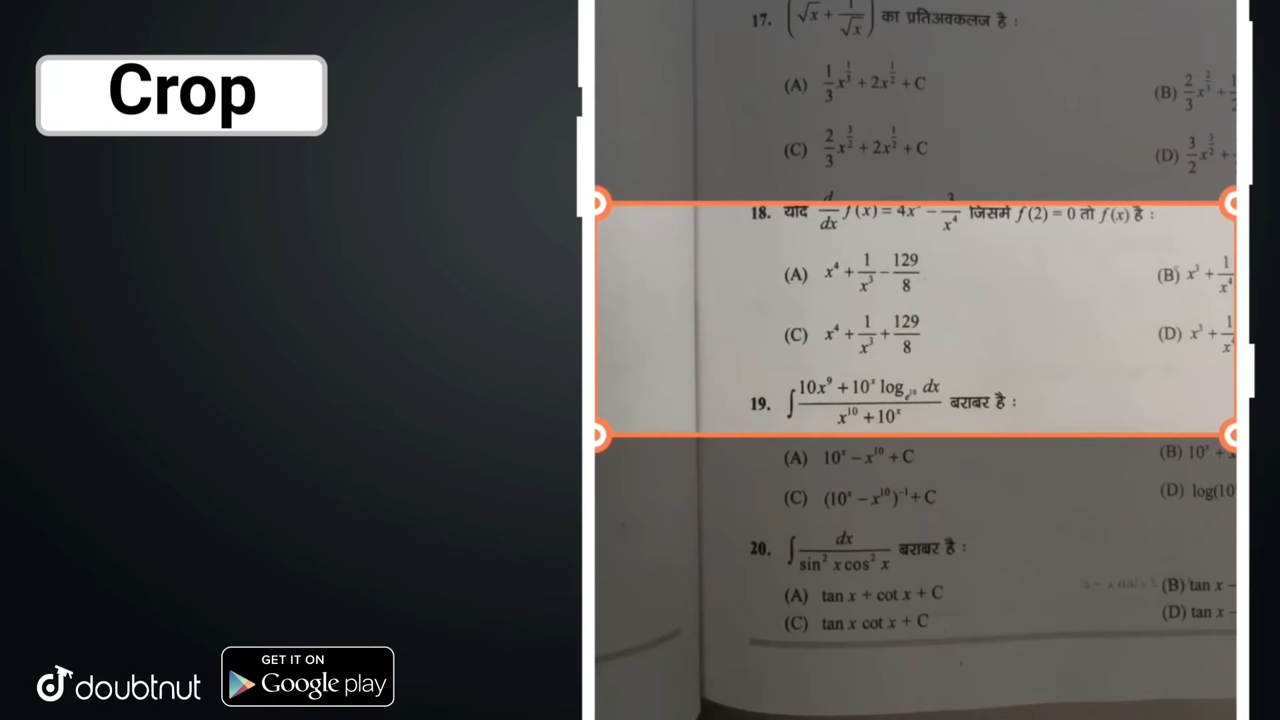 Crop
17. (√x + 1/√x) का प्रतिअवकलज है :
(A) 1/3 x^(1/3) + 2x^(1/2) + C
(B) 2/3 x^(2/3) +
(C) 2/3 x^(3/2) + 2x^(1/2) + C
(D) 3/2 x^(3/2) +
18. यदि d/dx f(x) = 4x - 3/x⁴ जिसमें f(2) = 0 तो f(x) है :
(A) x⁴ + 1/x³ - 129/8
(B) x³ + 1/x⁴
(C) x⁴ + 1/x³ + 129/8
(D) x³ + 1/x
19. ∫ (10x⁹ + 10ˣ logₑ¹⁰ dx)/(x¹⁰ + 10ˣ) बराबर है :
(A) 10ˣ - x¹⁰ + C
(B) 10ˣ +
(C) (10ˣ - x¹⁰)⁻¹ + C
(D) log(10
20. ∫ dx/(sin² x cos² x) बराबर है :
(A) tan x + cot x + C
(B) tan x -
(C) tan x cot x + C
(D) tan x -
doubtnut
GET IT ON
Google play